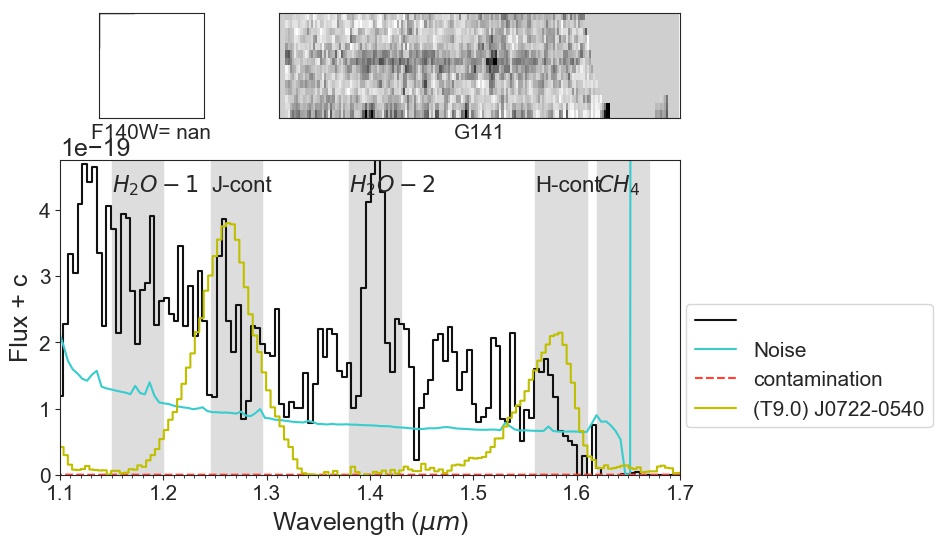 F140W= nan
G141
1e−19
H₂O − 1
J-cont
H₂O − 2
H-cont
CH₄
4
3
2
1
0
Flux + c
1.1
1.2
1.3
1.4
1.5
1.6
1.7
Wavelength (μm)
Noise
contamination
(T9.0) J0722-0540